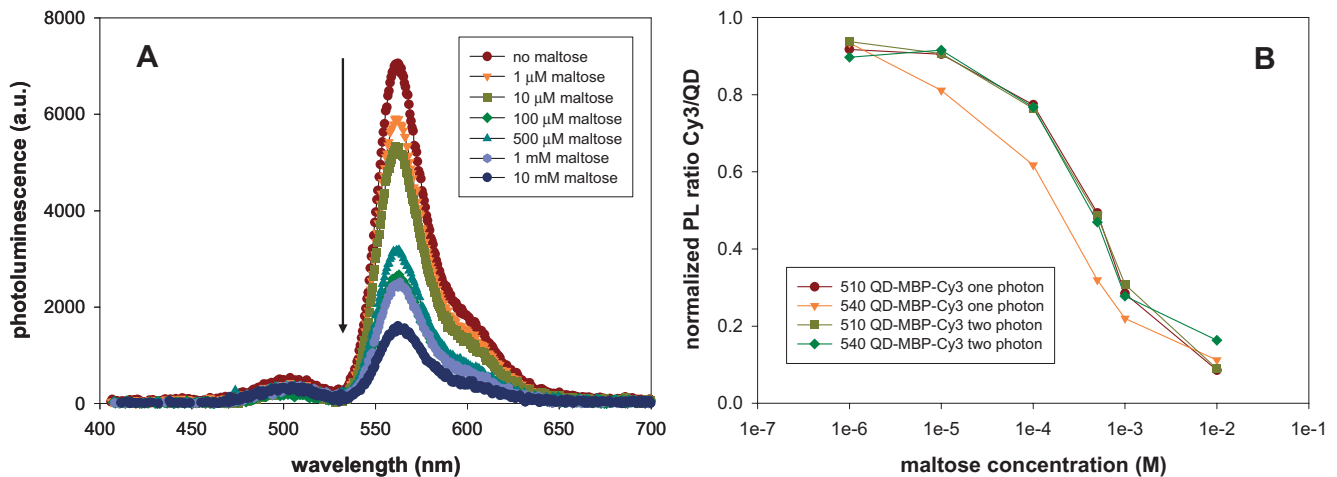 A
photoluminescence (a.u.)
8000
6000
4000
2000
0
no maltose
1 μM maltose
10 μM maltose
100 μM maltose
500 μM maltose
1 mM maltose
10 mM maltose
400 450 500 550 600 650 700
wavelength (nm)
B
normalized PL ratio Cy3/QD
1.0
0.8
0.6
0.4
0.2
0.0
510 QD-MBP-Cy3 one photon
540 QD-MBP-Cy3 one photon
510 QD-MBP-Cy3 two photon
540 QD-MBP-Cy3 two photon
1e-7 1e-6 1e-5 1e-4 1e-3 1e-2 1e-1
maltose concentration (M)